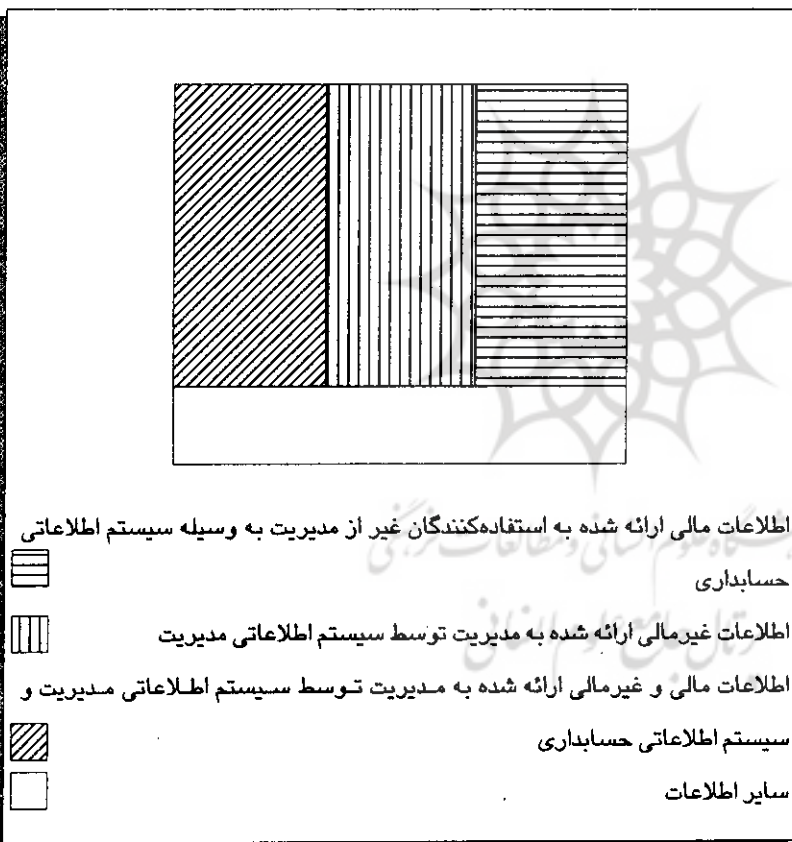 اطلاعات مالی ارائه شده به استفاده‌کنندگان غیر از مدیریت به وسیله سیستم اطلاعاتی
حسابداری
اطلاعات غیرمالی ارائه شده به مدیریت توسط سیستم اطلاعاتی مدیریت
اطلاعات مالی و غیرمالی ارائه شده به مدیریت توسط سیستم اطلاعاتی مدیریت و
سیستم اطلاعاتی حسابداری
سایر اطلاعات